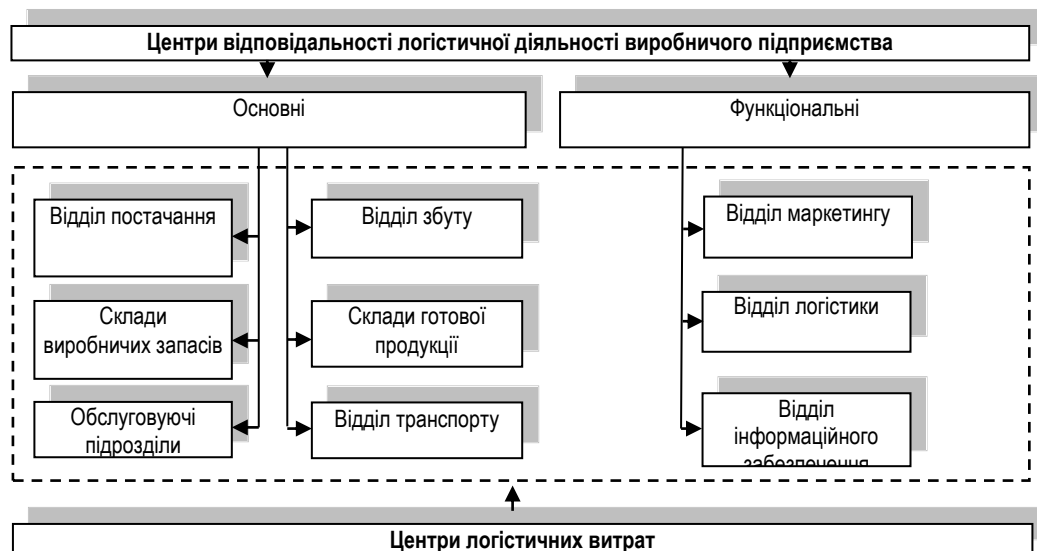 Центри відповідальності логістичної діяльності виробничого підприємства
Основні
Функціональні
Відділ постачання
Відділ збуту
Відділ маркетингу
Склади
виробничих запасів
Склади готової
продукції
Відділ логістики
Обслуговуючі
підрозділи
Відділ транспорту
Відділ
інформаційного
забезпечення
Центри логістичних витрат